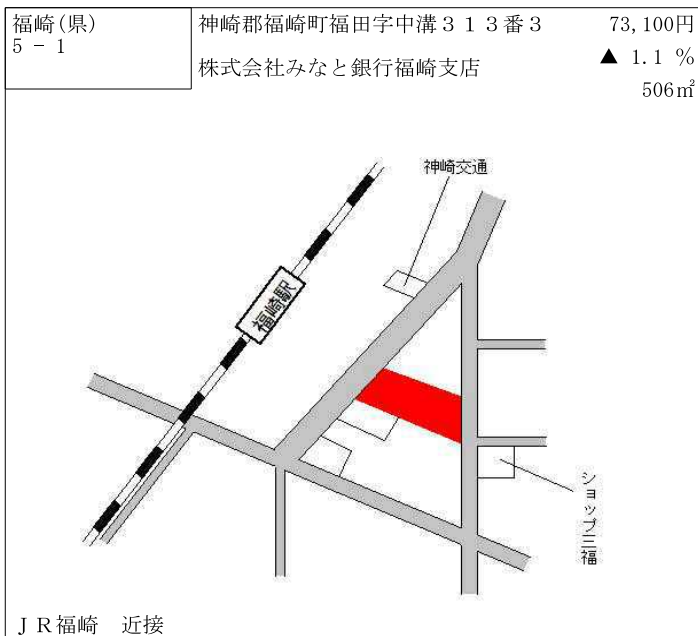 福崎(県)
5 - 1
神崎郡福崎町福田字中溝３１３番３
73,100円
株式会社みなと銀行福崎支店
▲ 1.1 %
506㎡
神崎交通
福崎駅
ショップ三福
ＪＲ福崎　近接